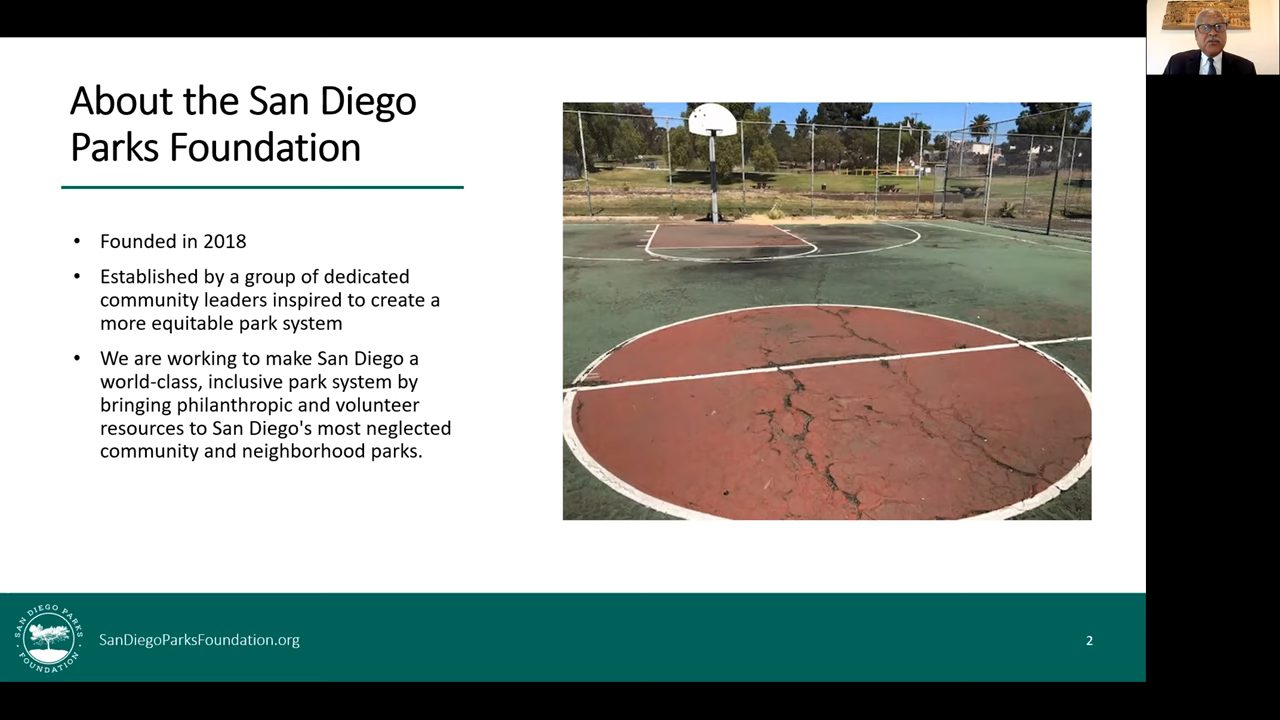 About the San Diego
Parks Foundation
• Founded in 2018
• Established by a group of dedicated
community leaders inspired to create a
more equitable park system
• We are working to make San Diego a
world-class, inclusive park system by
bringing philanthropic and volunteer
resources to San Diego's most neglected
community and neighborhood parks.
SAN DIEGO PARKS
FOUNDATION
SanDiegoParksFoundation.org
2